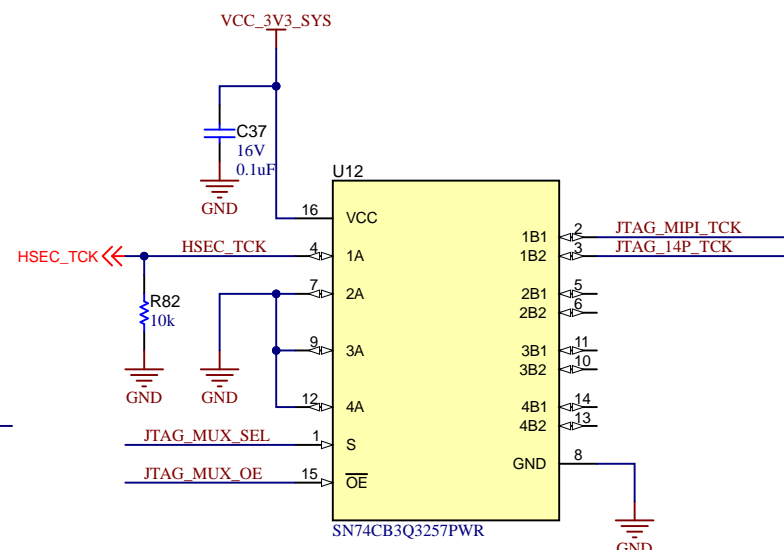 VCC_3V3_SYS
C37
16V
0.1uF
GND
U12
16
VCC
HSEC_TCK
HSEC_TCK
4
1A
1B1
2
JTAG_MIPI_TCK
1B2
3
JTAG_14P_TCK
R82
10k
GND
GND
7
2A
2B1
5
2B2
6
9
3A
3B1
11
3B2
10
12
4A
4B1
14
4B2
13
JTAG_MUX_SEL
1
S
JTAG_MUX_OE
15
OE
GND
8
GND
SN74CB3Q3257PWR